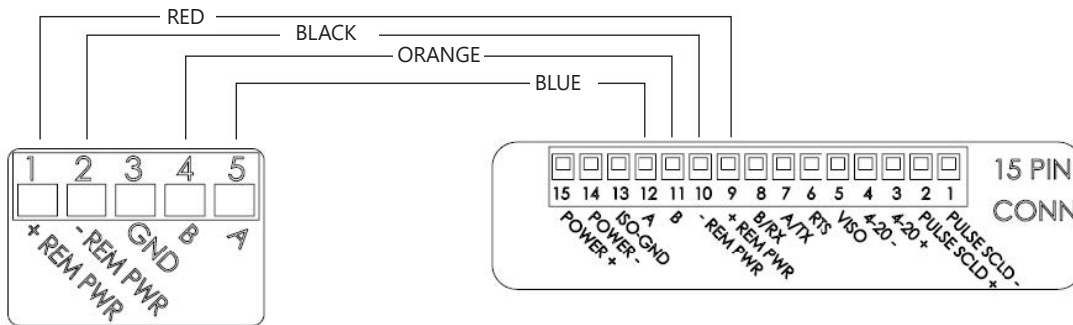 RED
BLACK
ORANGE
BLUE
1 2 3 4 5
+ REM PWR
- REM PWR
GND
B
A
15 14 13 12 11 10 9 8 7 6 5 4 3 2 1
POWER +
POWER -
ISO-GND
A
B
- REM PWR
+ REM PWR
B/RX
A/TX
RTS
VISO
4-20 -
4-20 +
PULSE SCLD +
PULSE SCLD -
15 PIN
CONN